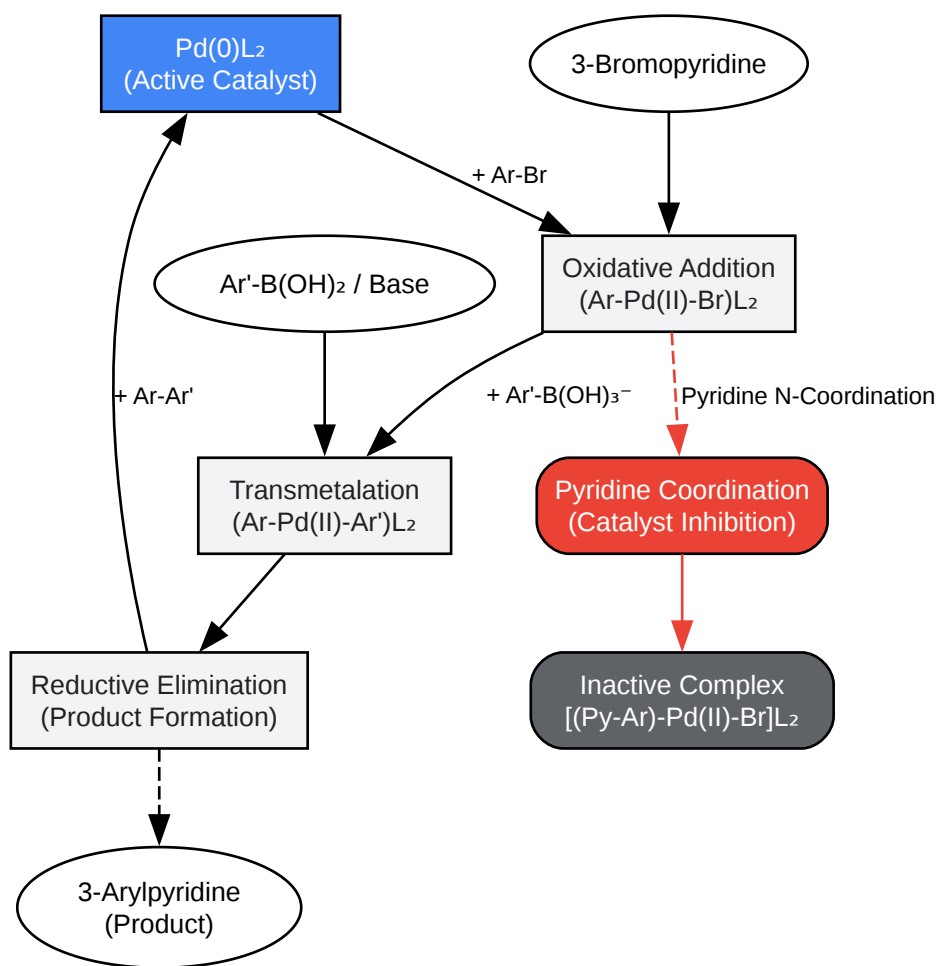 Pd(0)L₂
(Active Catalyst)
3-Bromopyridine
+ Ar-Br
Ar'-B(OH)₂ / Base
Oxidative Addition
(Ar-Pd(II)-Br)L₂
+ Ar-Ar'
+ Ar'-B(OH)₃⁻
Pyridine N-Coordination
Transmetalation
(Ar-Pd(II)-Ar')L₂
Pyridine Coordination
(Catalyst Inhibition)
Reductive Elimination
(Product Formation)
Inactive Complex
[(Py-Ar)-Pd(II)-Br]L₂
3-Arylpyridine
(Product)